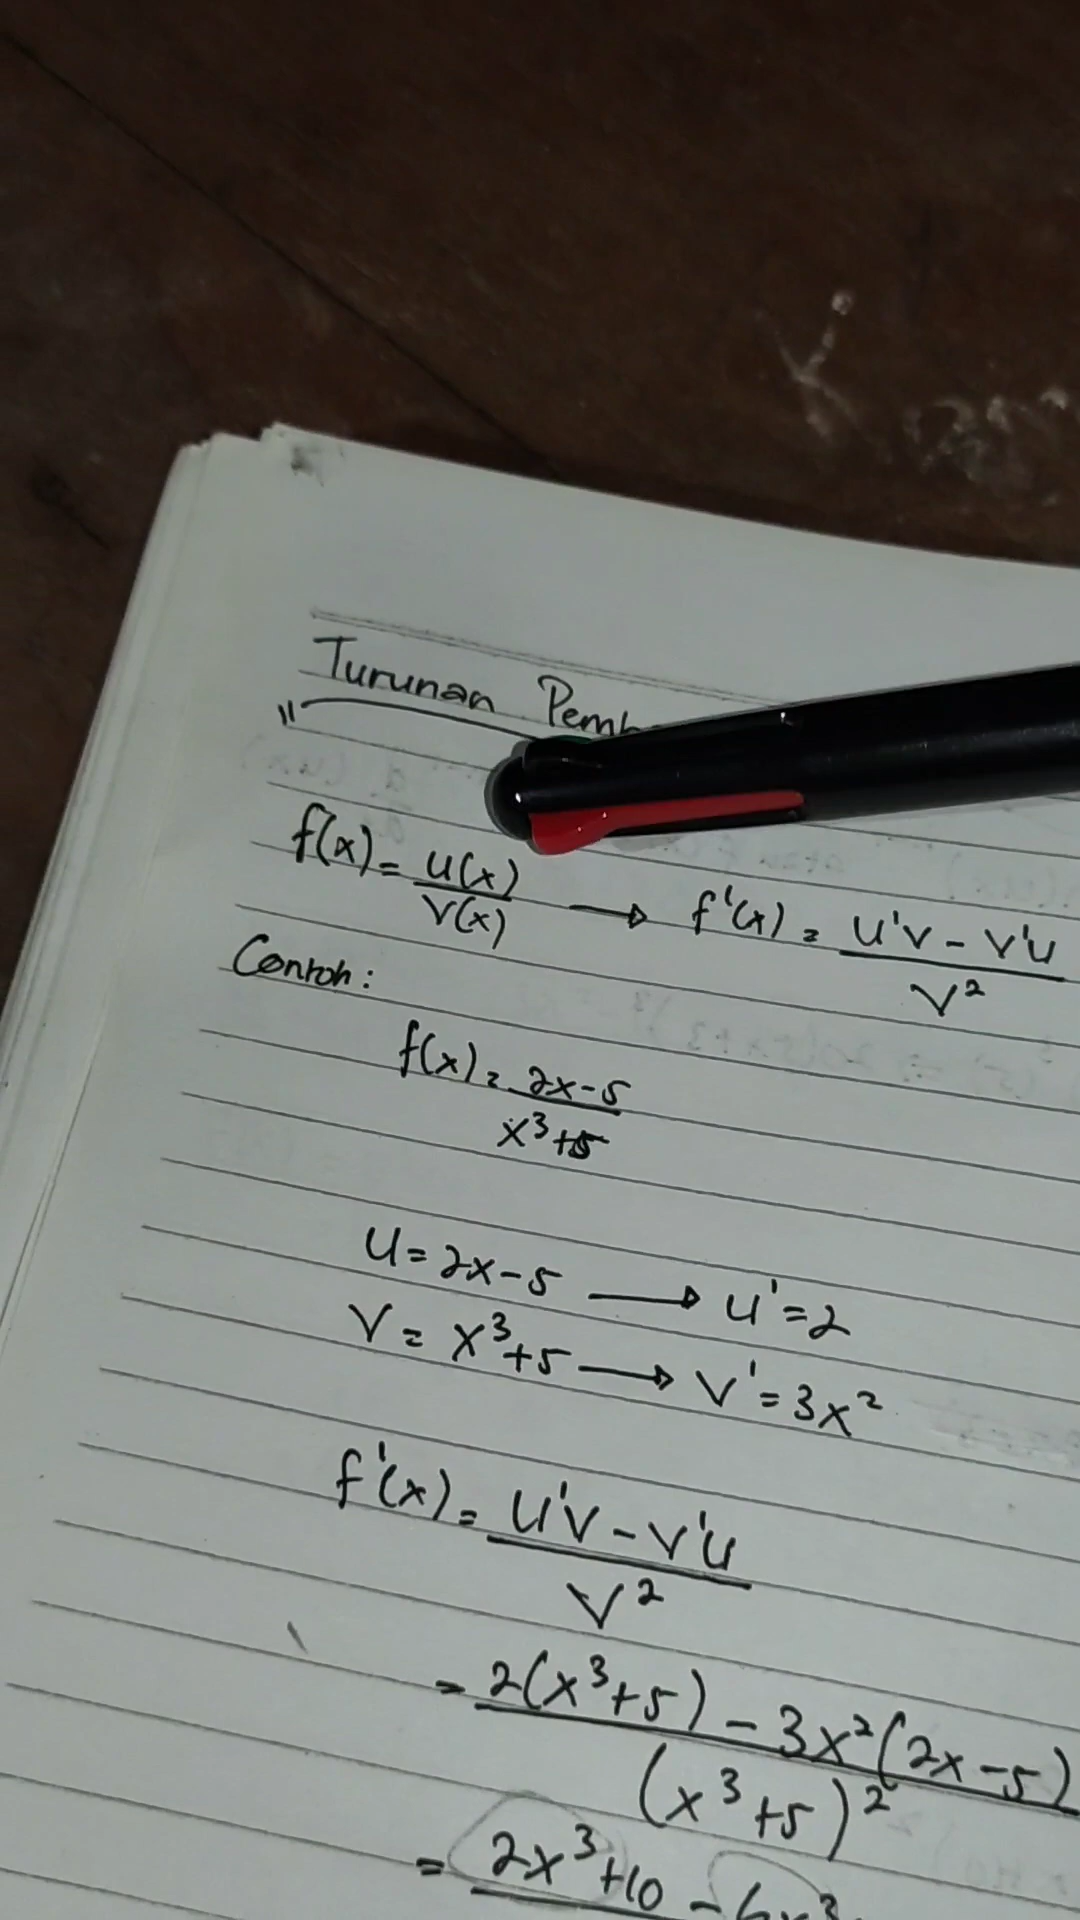 Turunan
f(x) = u(x)/v(x) → f'(x) = u'v - v'u / v²
Contoh:
f(x) = 2x-5 / x³+5
u = 2x-5 → u' = 2
v = x³+5 → v' = 3x²
f'(x) = u'v - v'u / v²
= 2(x³+5) - 3x²(2x-5) / (x³+5)²
= 2x³+10 - 6x³